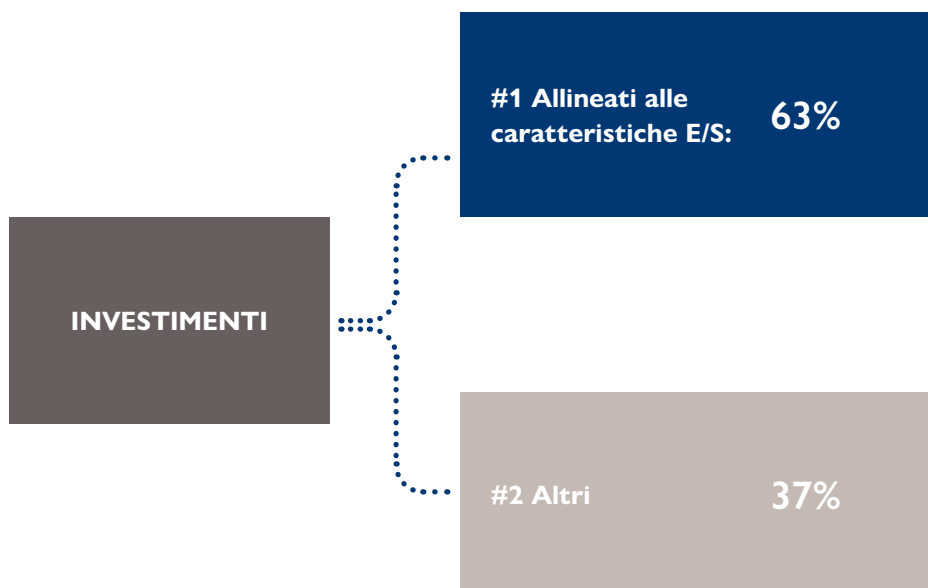 #1 Allineati alle
caratteristiche E/S:
63%
INVESTIMENTI
#2 Altri
37%